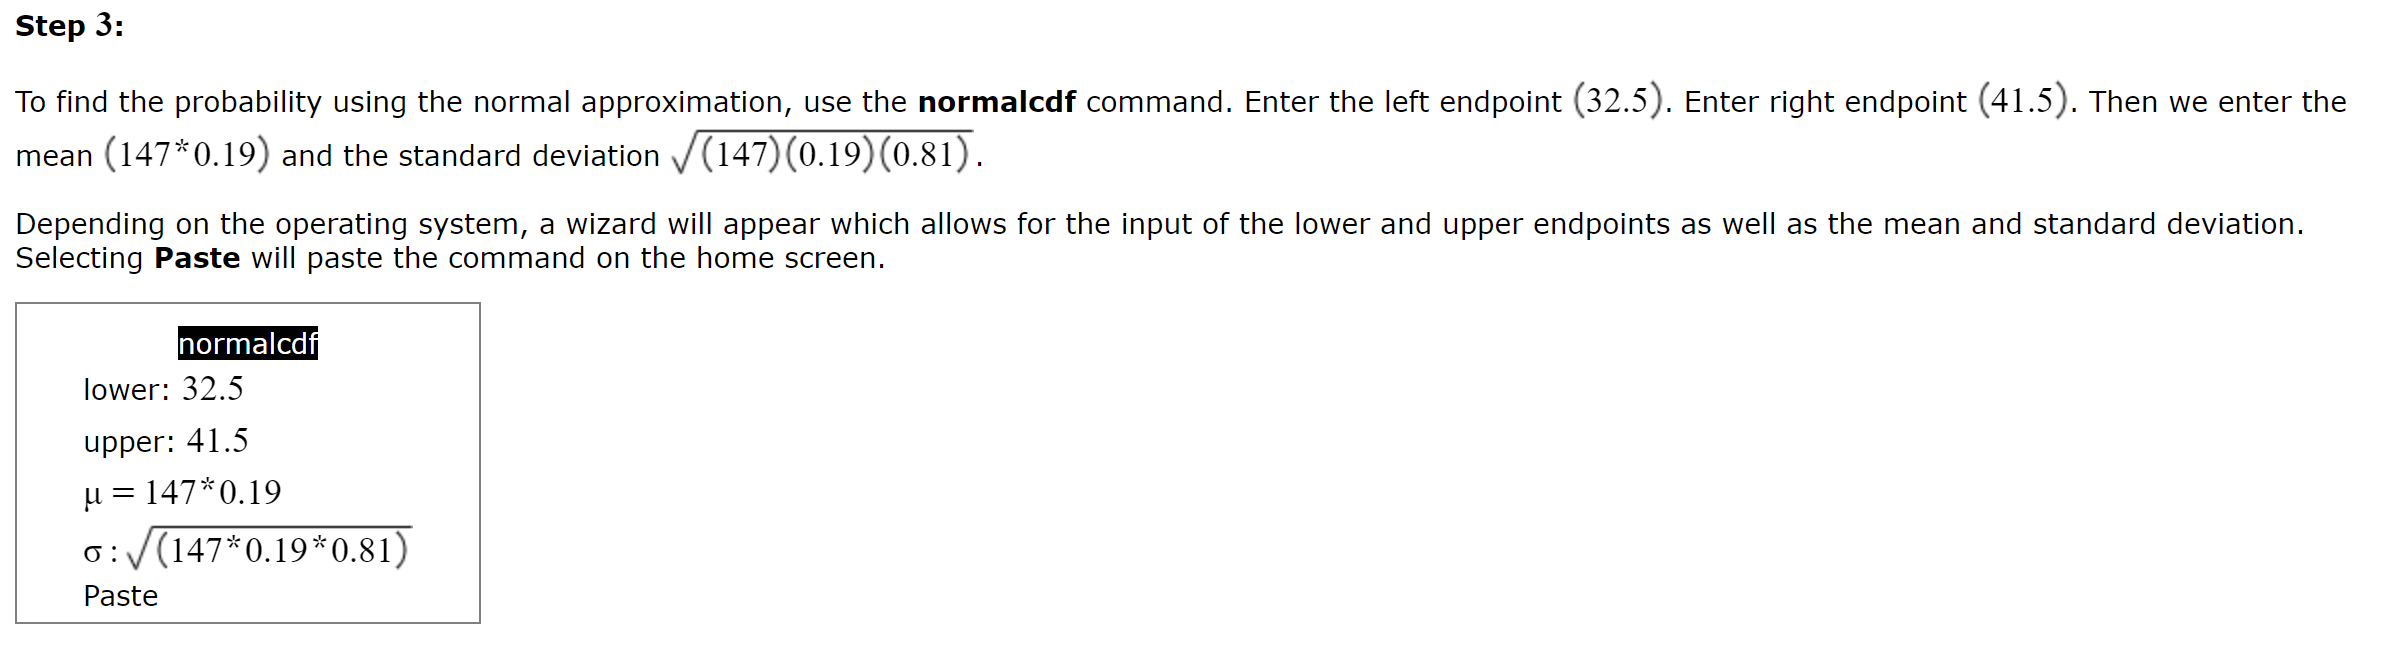 Step 3:
To find the probability using the normal approximation, use the normalcdf command. Enter the left endpoint (32.5). Enter right endpoint (41.5). Then we enter the
mean (147*0.19) and the standard deviation √(147)(0.19)(0.81).
Depending on the operating system, a wizard will appear which allows for the input of the lower and upper endpoints as well as the mean and standard deviation.
Selecting Paste will paste the command on the home screen.
normalcdf
lower: 32.5
upper: 41.5
μ = 147*0.19
σ : √(147*0.19*0.81)
Paste